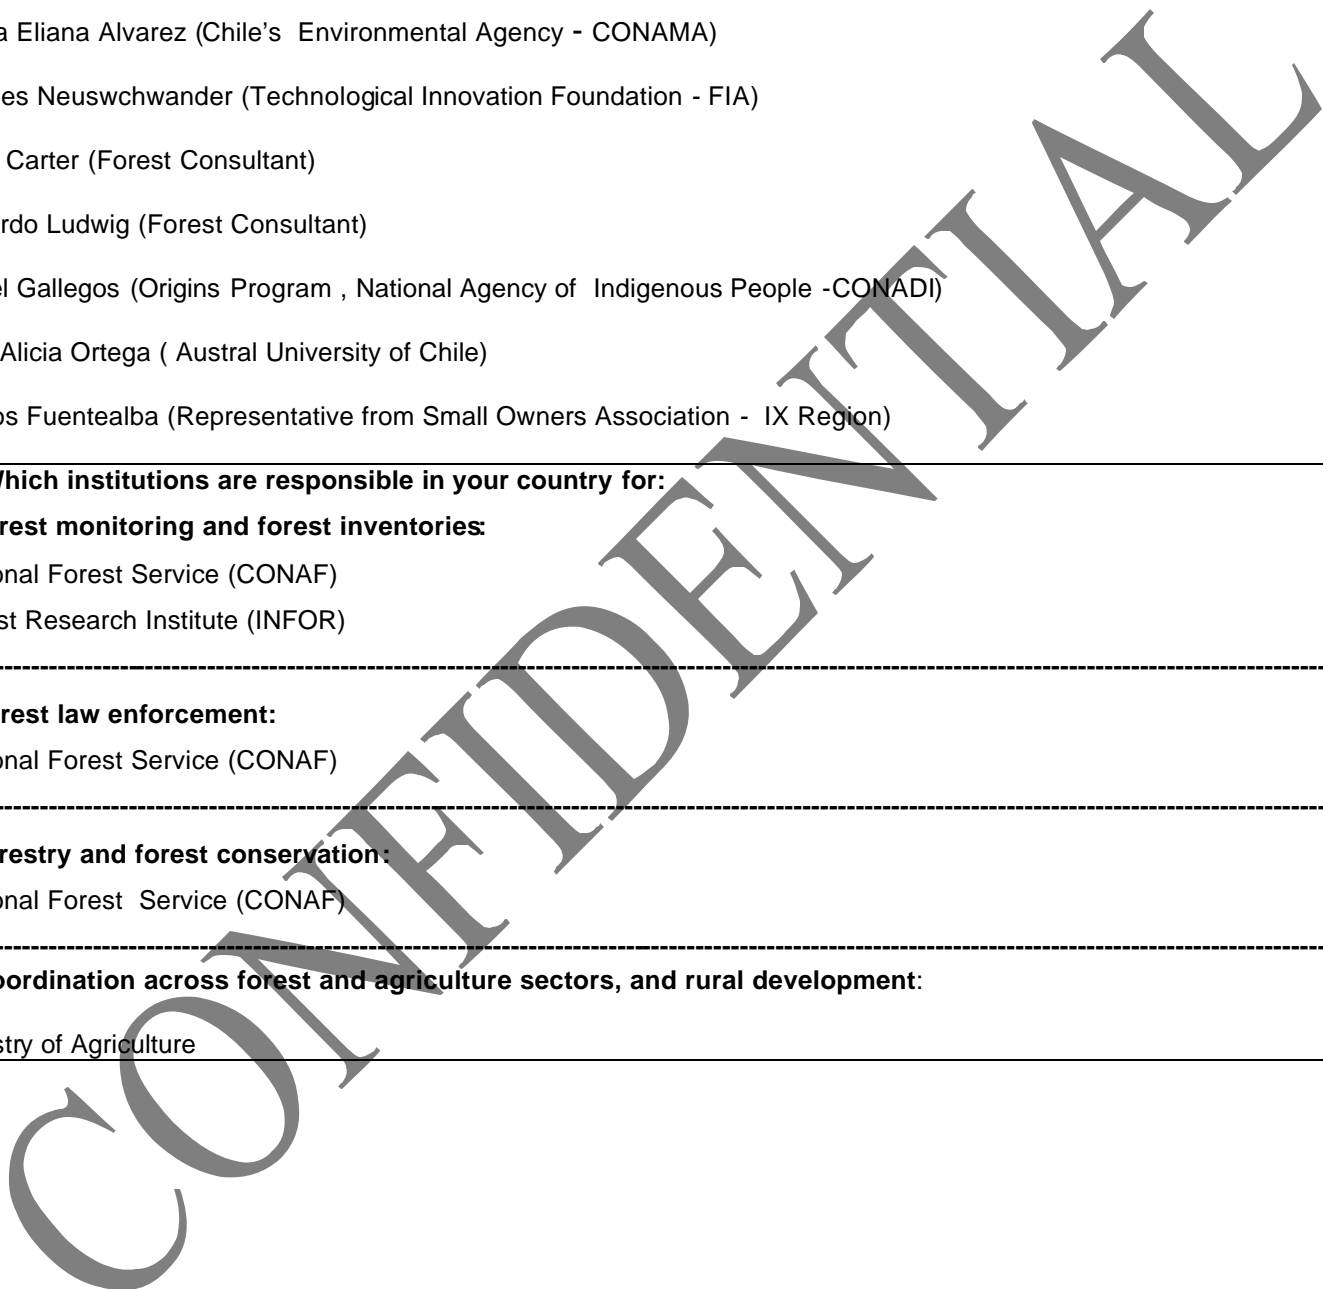 a Eliana Alvarez (Chile’s Environmental Agency - CONAMA)
es Neuswchwander (Technological Innovation Foundation - FIA)
Carter (Forest Consultant)
rdo Ludwig (Forest Consultant)
el Gallegos (Origins Program , National Agency of Indigenous People -CONADI)
Alicia Ortega ( Austral University of Chile)
os Fuentealba (Representative from Small Owners Association - IX Region)
Which institutions are responsible in your country for:
rest monitoring and forest inventories:
onal Forest Service (CONAF)
st Research Institute (INFOR)
rest law enforcement:
onal Forest Service (CONAF)
restry and forest conservation:
onal Forest Service (CONAF)
oordination across forest and agriculture sectors, and rural development:
stry of Agriculture
CONFIDENTIAL